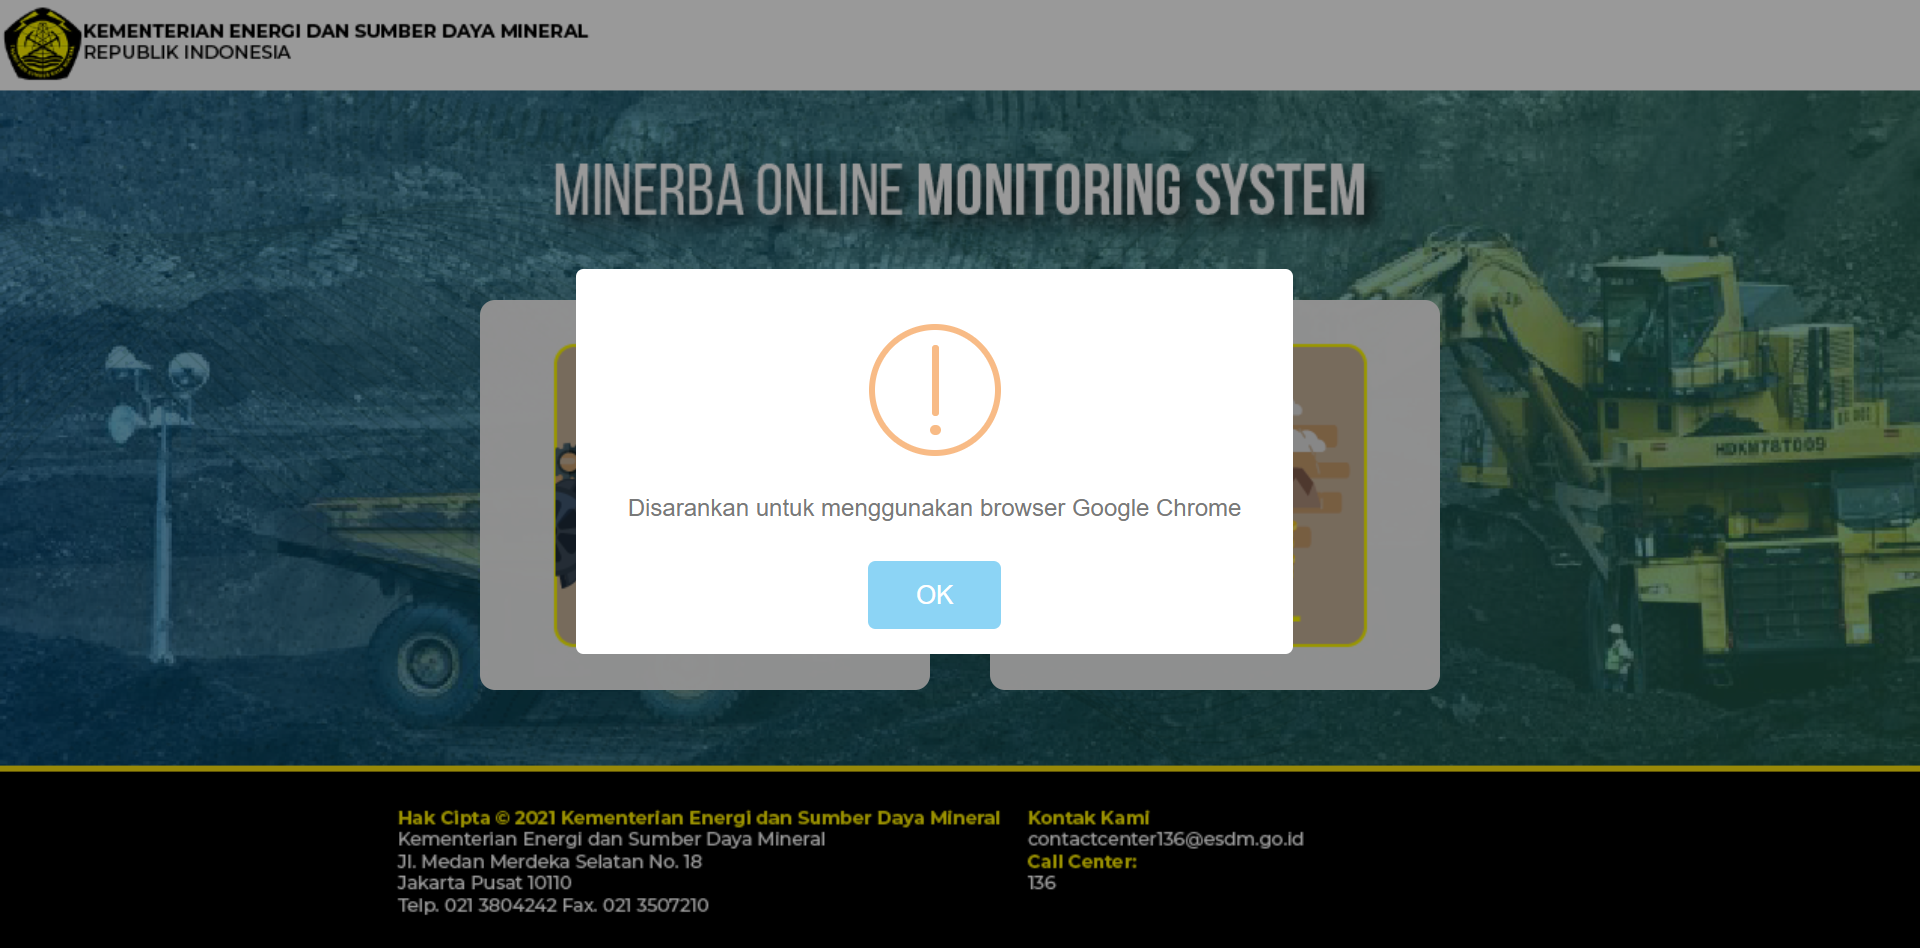 KEMENTERIAN ENERGI DAN SUMBER DAYA MINERAL
REPUBLIK INDONESIA
MINERBA ONLINE MONITORING SYSTEM
HDKM78T009
Disarankan untuk menggunakan browser Google Chrome
OK
Hak Cipta © 2021 Kementerian Energi dan Sumber Daya Mineral
Kementerian Energi dan Sumber Daya Mineral
Jl. Medan Merdeka Selatan No. 18
Jakarta Pusat 10110
Telp. 021 3804242 Fax. 021 3507210
Kontak Kami
contactcenter136@esdm.go.id
Call Center:
136